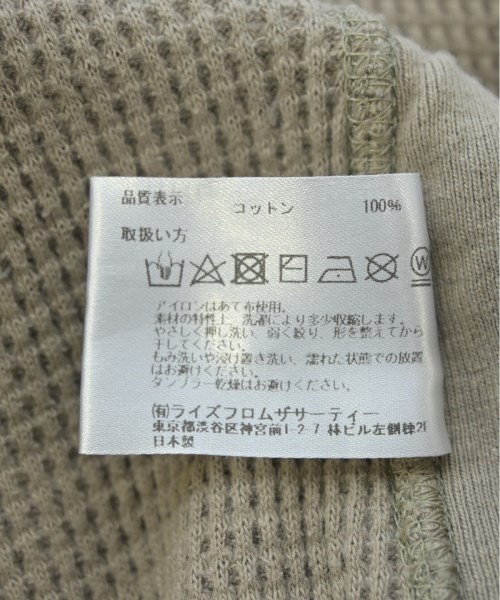 品質表示 コットン 100%
取扱い方
W
アイロンはあて布使用。
素材の特性上、洗濯により多少収縮します。
やさしく押し洗い、弱く絞り、形を整えてから
干してください。
もみ洗いや浸け置き洗い、濡れた状態での放置
はお避けください。
タンブラー乾燥はお避けください。
㈲ライズフロムザサーティー
東京都渋谷区神宮前1-2-7 林ビル左側棟2F
日本製